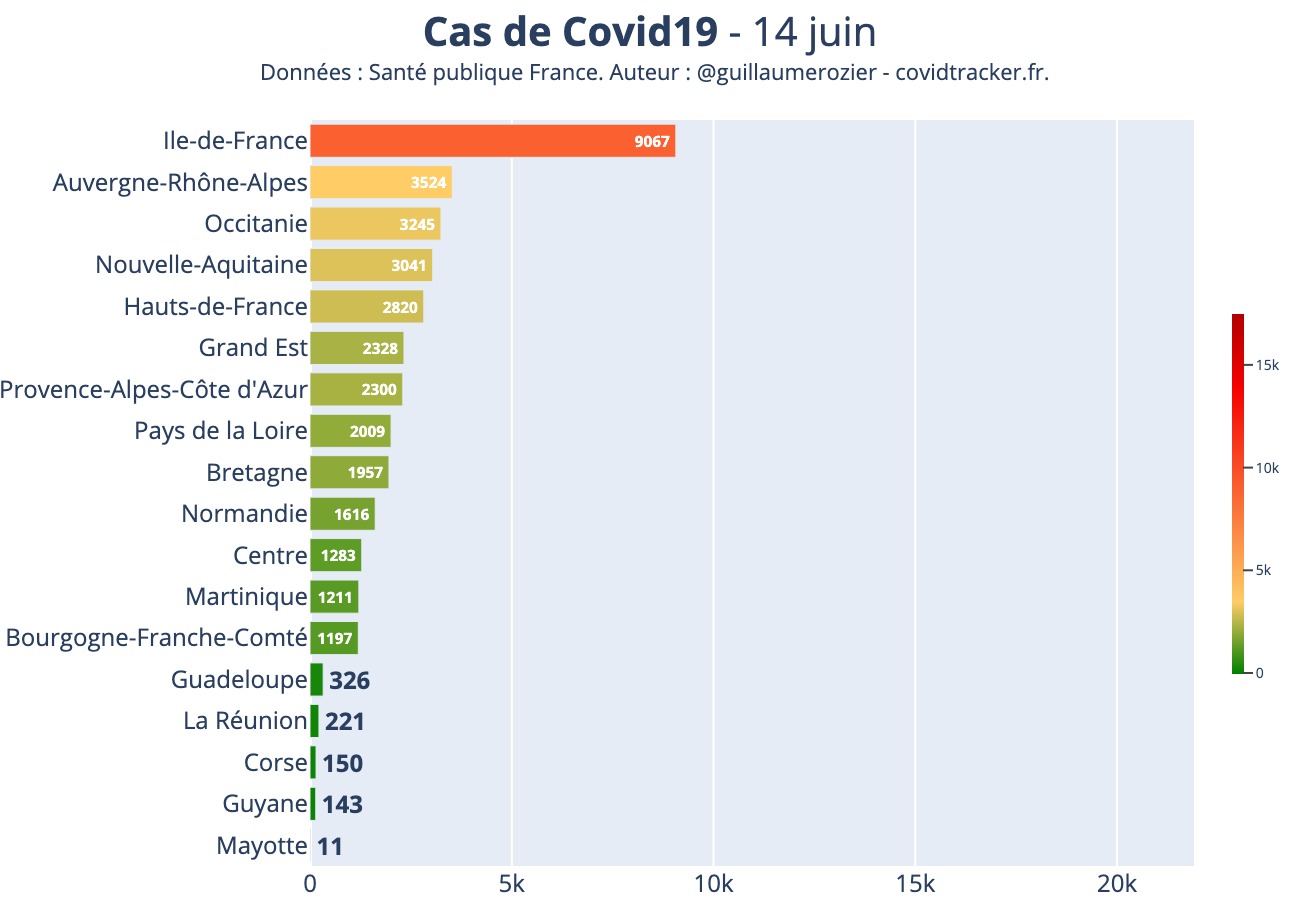 Cas de Covid19 - 14 juin
Données : Santé publique France. Auteur : @guillaumerozier - covidtracker.fr.
Ile-de-France 9067
Auvergne-Rhône-Alpes 3524
Occitanie 3245
Nouvelle-Aquitaine 3041
Hauts-de-France 2820
Grand Est 2328
Provence-Alpes-Côte d'Azur 2300
Pays de la Loire 2009
Bretagne 1957
Normandie 1616
Centre 1283
Martinique 1211
Bourgogne-Franche-Comté 1197
Guadeloupe 326
La Réunion 221
Corse 150
Guyane 143
Mayotte 11
0 5k 10k 15k 20k
15k
10k
5k
0